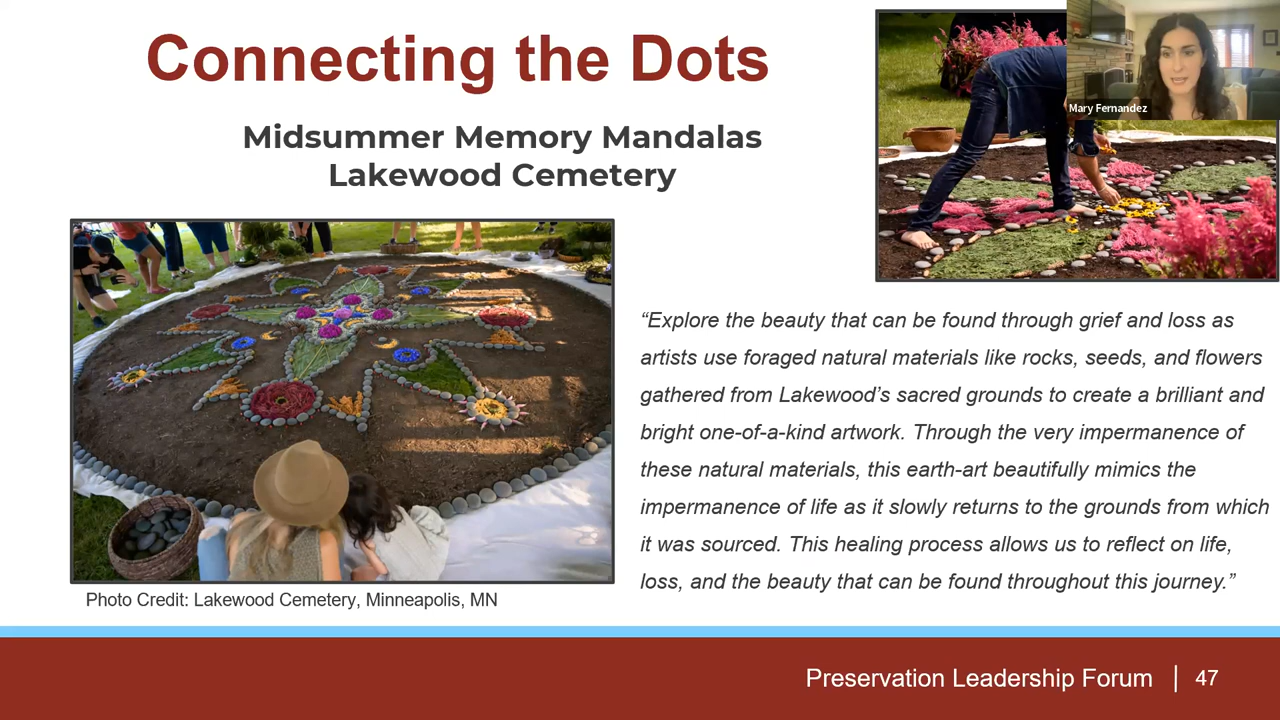 Connecting the Dots
Midsummer Memory Mandalas
Lakewood Cemetery
Mary Fernandez
“Explore the beauty that can be found through grief and loss as
artists use foraged natural materials like rocks, seeds, and flowers
gathered from Lakewood’s sacred grounds to create a brilliant and
bright one-of-a-kind artwork. Through the very impermanence of
these natural materials, this earth-art beautifully mimics the
impermanence of life as it slowly returns to the grounds from which
it was sourced. This healing process allows us to reflect on life,
loss, and the beauty that can be found throughout this journey.”
Photo Credit: Lakewood Cemetery, Minneapolis, MN
Preservation Leadership Forum | 47